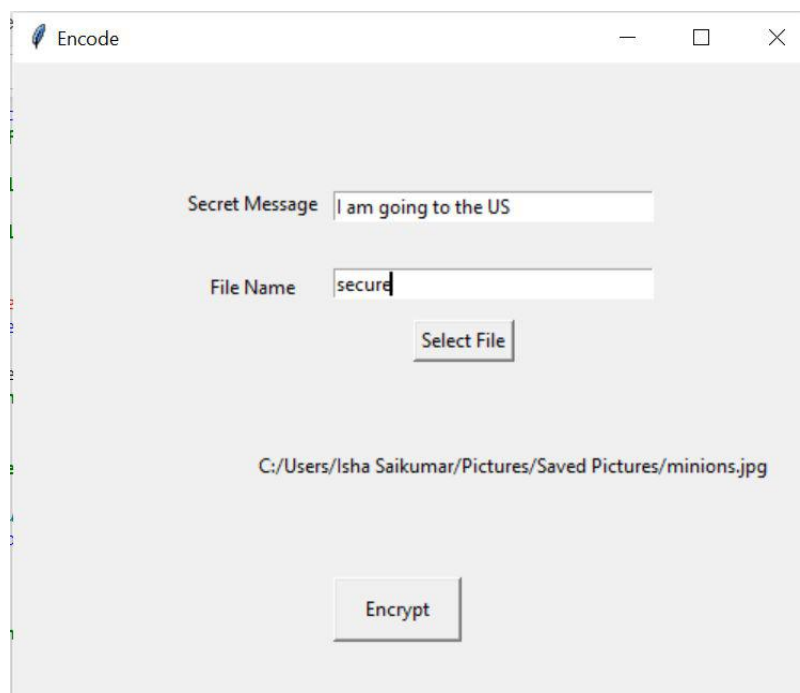 Encode
Secret Message I am going to the US
File Name secure
Select File
C:/Users/Isha Saikumar/Pictures/Saved Pictures/minions.jpg
Encrypt